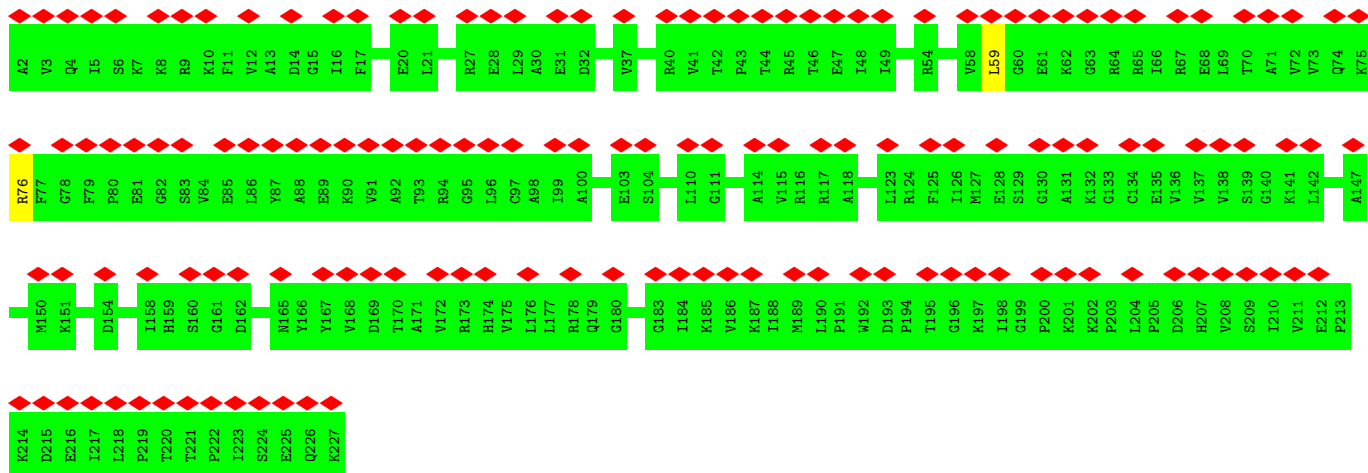 A2 V3 Q4 I5 S6 K7 K8 R9 K10 F11 V12 A13 D14 G15 I16 F17 E20 L21 R27 E28 L29 A30 E31 D32 V37 R40 V41 T42 P43 T44 R45 T46 E47 I48 I49 R54 V58 L59 G60 E61 K62 G63 R64 R65 I66 R67 E68 L69 T70 A71 V72 V73 Q74 K75
R76 F77 G78 F79 P80 E81 G82 S83 V84 E85 L86 Y87 A88 E89 K90 V91 A92 T93 R94 G95 L96 C97 A98 I99 A100 E103 S104 L110 G111 A114 V115 R116 R117 A118 L123 R124 F125 I126 M127 E128 S129 G130 A131 K132 G133 C134 E135 V136 V137 V138 S139 G140 K141 L142 A147
M150 K151 D154 I158 H159 S160 G161 D162 N165 Y166 Y167 V168 D169 T170 A171 V172 R173 H174 V175 L176 L177 R178 Q179 G180 G183 I184 K185 V186 K187 I188 M189 L190 P191 W192 D193 P194 T195 G196 K197 I198 G199 P200 K201 K202 P203 L204 P205 D206 H207 V208 S209 I210 V211 E212 P213
K214 D215 E216 I217 L218 P219 T220 T221 P222 I223 S224 E225 Q226 K227